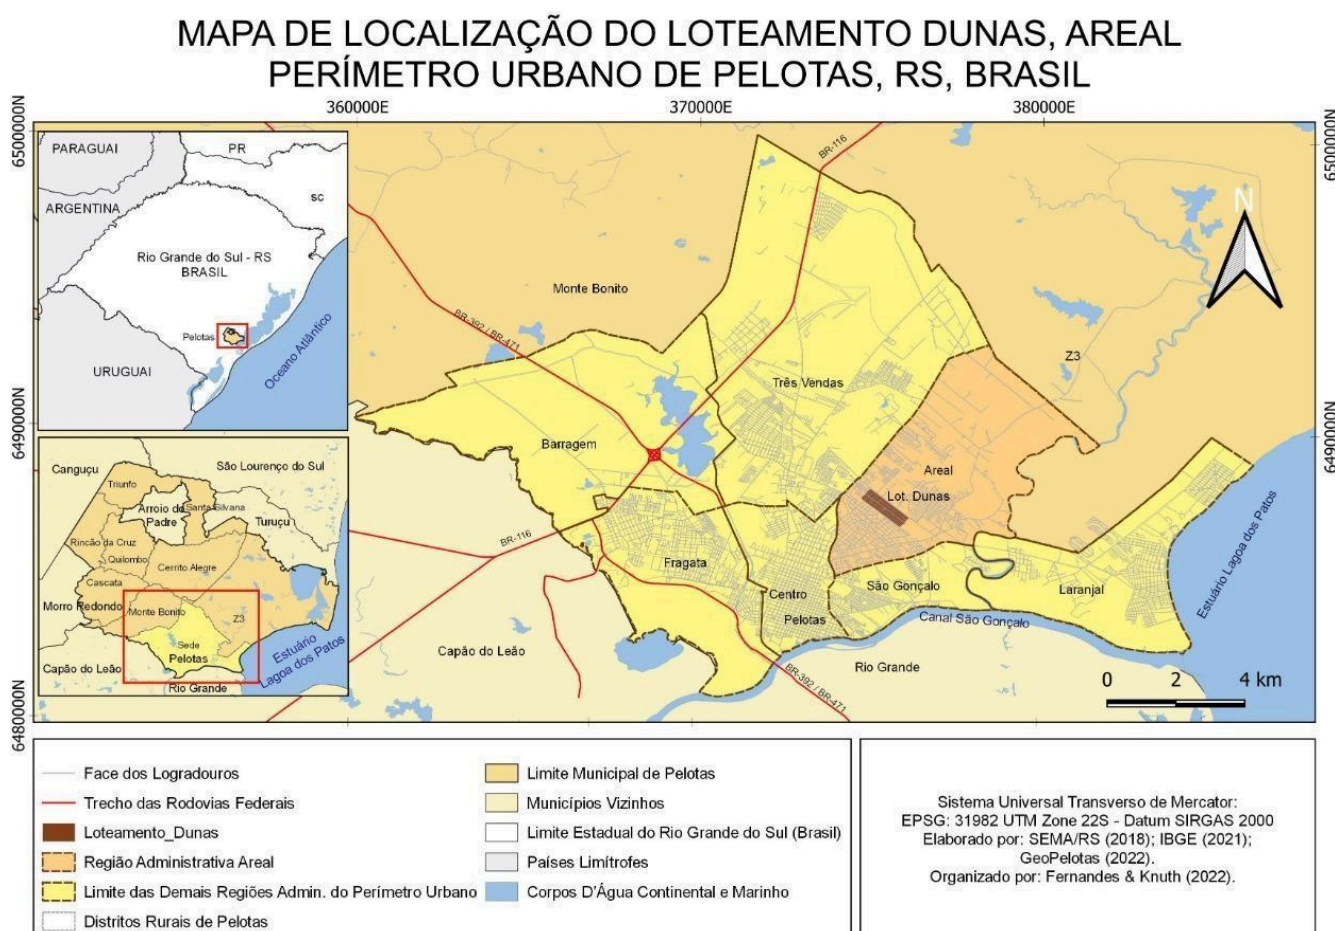 MAPA DE LOCALIZAÇÃO DO LOTEAMENTO DUNAS, AREAL
PERÍMETRO URBANO DE PELOTAS, RS, BRASIL
360000E
370000E
380000E
6500000N
6490000N
6480000N
6500000N
6490000N
6480000N
PARAGUAI
PR
ARGENTINA
SC
Rio Grande do Sul - RS
BRASIL
Pelotas
URUGUAI
Oceano Atlântico
Canguçu
São Lourenço do Sul
Triunfo
Arroio do
Padre
Santa Silvana
Turuçu
Rincão da Cruz
Quilombo
Cerrito Alegre
Cascata
Morro Redondo
Monte Bonito
Z3
Sede
Pelotas
Estuário
Lagoa dos Patos
Capão do Leão
Rio Grande
BR-116
N
Monte Bonito
BR-392 / BR-471
Z3
Três Vendas
Barragem
Areal
Lot. Dunas
BR-116
Fragata
São Gonçalo
Centro
Pelotas
Laranjal
Estuário Lagoa dos Patos
Canal São Gonçalo
Capão do Leão
Rio Grande
BR-392 / BR-471
0 2 4 km
Face dos Logradouros
Trecho das Rodovias Federais
Loteamento_Dunas
Região Administrativa Areal
Limite das Demais Regiões Admin. do Perímetro Urbano
Distritos Rurais de Pelotas
Limite Municipal de Pelotas
Municípios Vizinhos
Limite Estadual do Rio Grande do Sul (Brasil)
Países Limítrofes
Corpos D'Água Continental e Marinho
Sistema Universal Transverso de Mercator:
EPSG: 31982 UTM Zone 22S - Datum SIRGAS 2000
Elaborado por: SEMA/RS (2018); IBGE (2021);
GeoPelotas (2022).
Organizado por: Fernandes & Knuth (2022).